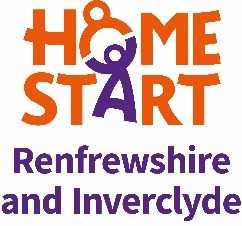 HOME
START
Renfrewshire
and Inverclyde